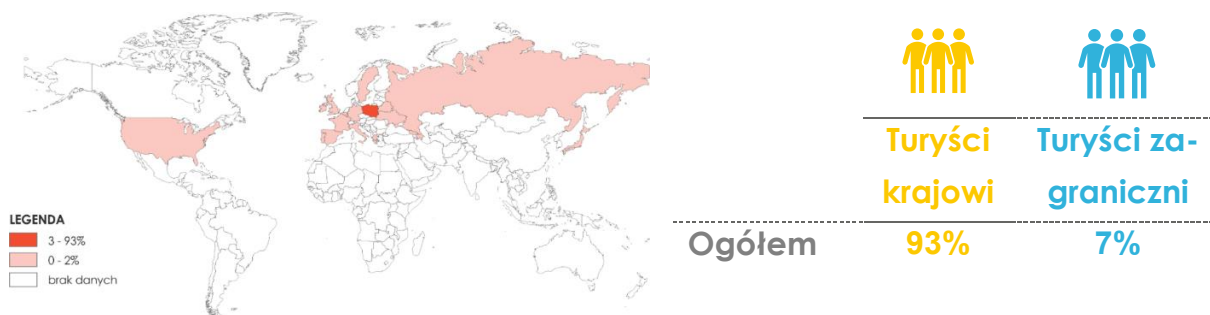 LEGENDA
3 - 93%
0 - 2%
brak danych
Turyści krajowi
Turyści za-
graniczni
Ogółem 93% 7%